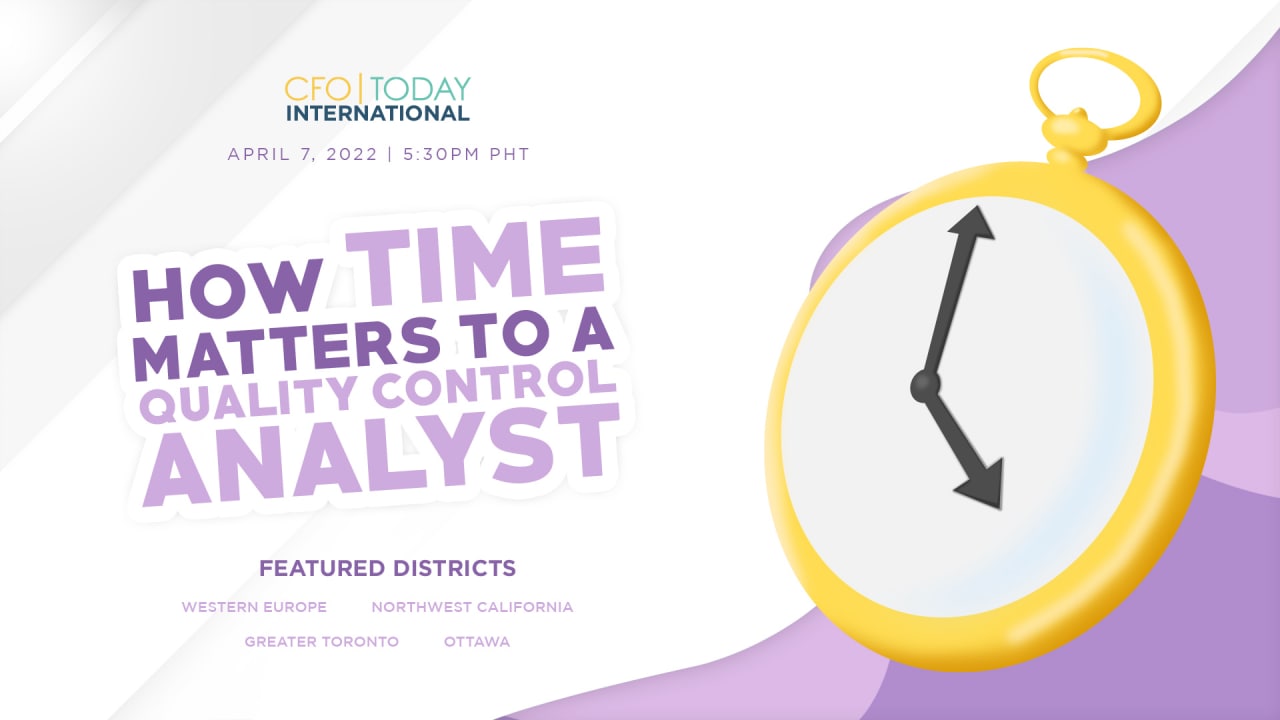 CFO|TODAY
INTERNATIONAL
APRIL 7, 2022 | 5:30PM PHT
HOW TIME
MATTERS TO A
QUALITY CONTROL
ANALYST
FEATURED DISTRICTS
WESTERN EUROPE NORTHWEST CALIFORNIA
GREATER TORONTO OTTAWA